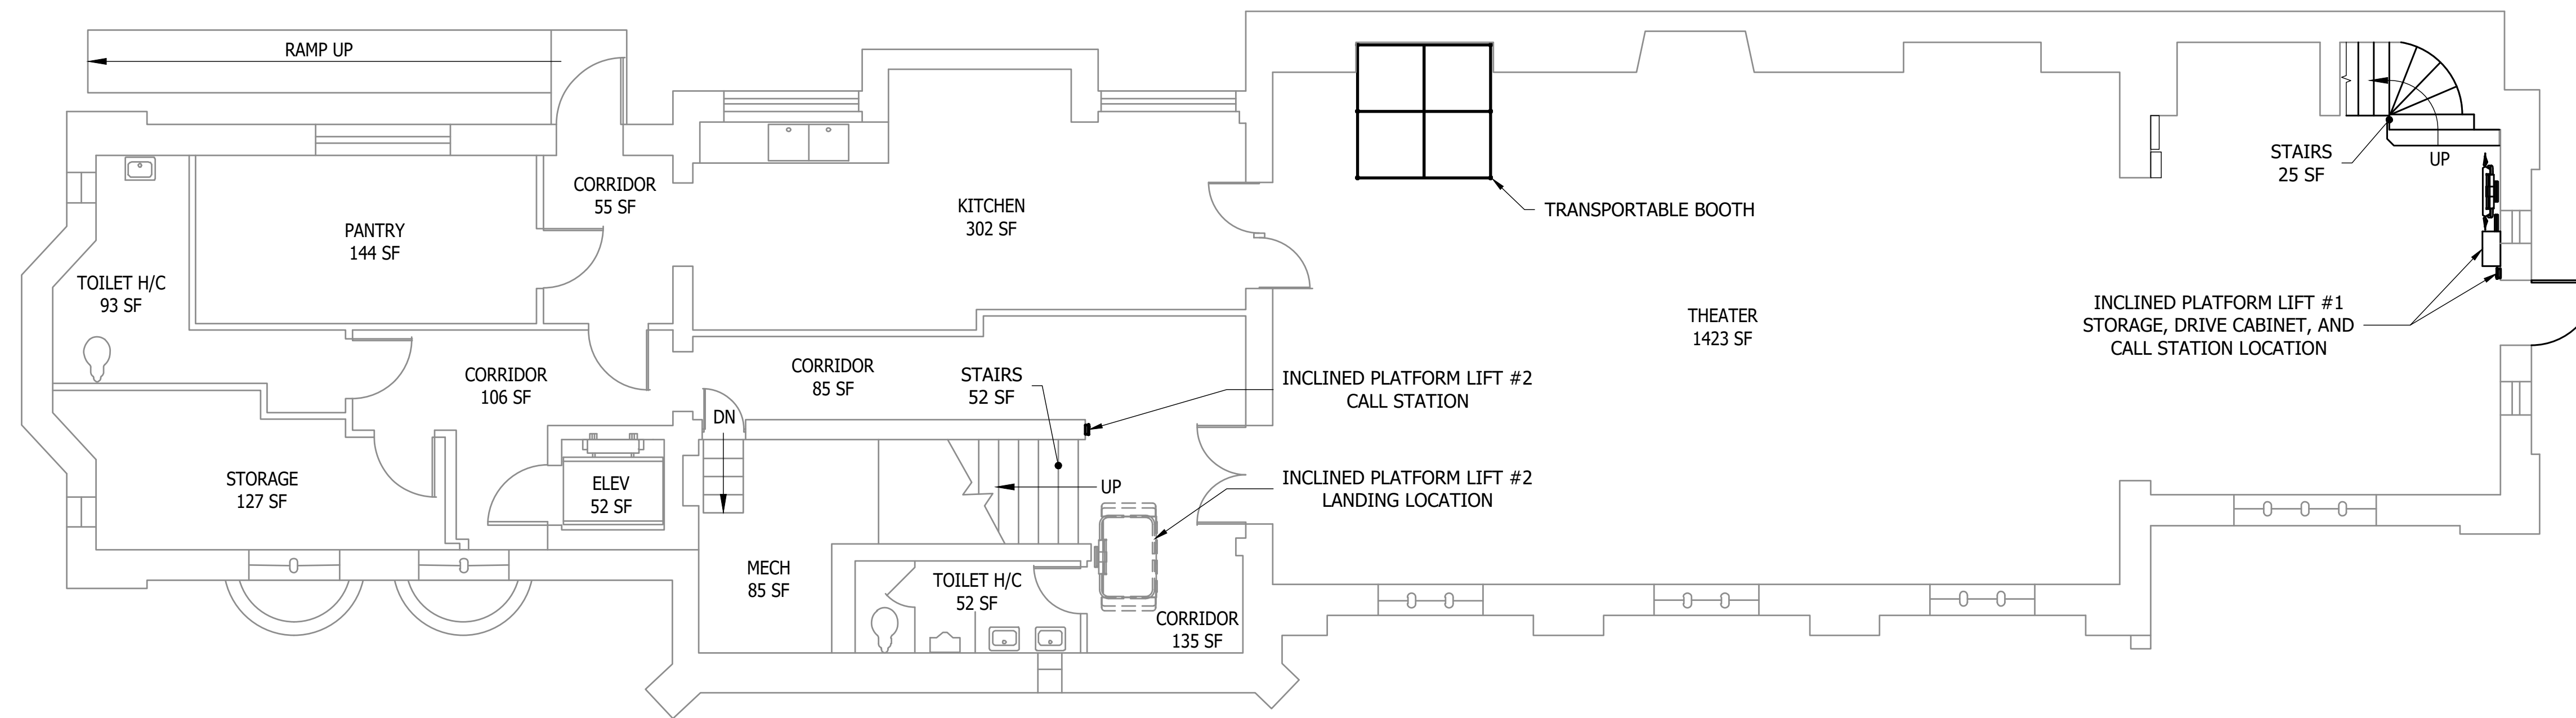 RAMP UP
CORRIDOR
55 SF
PANTRY
144 SF
TOILET H/C
93 SF
KITCHEN
302 SF
TRANSPORTABLE BOOTH
STAIRS
25 SF
UP
THEATER
1423 SF
INCLINED PLATFORM LIFT #1
STORAGE, DRIVE CABINET, AND
CALL STATION LOCATION
CORRIDOR
106 SF
CORRIDOR
85 SF
STAIRS
52 SF
INCLINED PLATFORM LIFT #2
CALL STATION
DN
STORAGE
127 SF
ELEV
52 SF
UP
INCLINED PLATFORM LIFT #2
LANDING LOCATION
MECH
85 SF
TOILET H/C
52 SF
CORRIDOR
135 SF